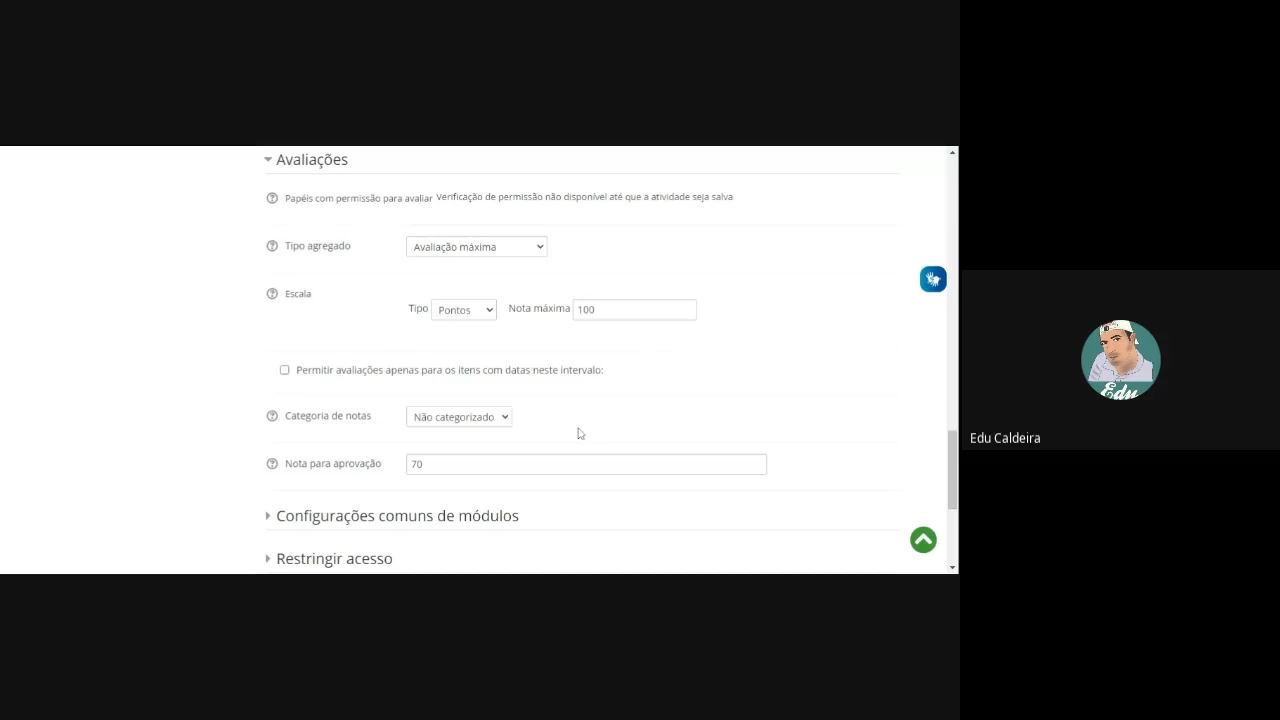 Avaliações
Papéis com permissão para avaliar Verificação de permissão não disponível até que a atividade seja salva
Tipo agregado Avaliação máxima
Escala
Tipo Pontos Nota máxima 100
Permitir avaliações apenas para os itens com datas neste intervalo:
Categoria de notas Não categorizado
Nota para aprovação 70
Configurações comuns de módulos
Restringir acesso
Edu
Edu Caldeira